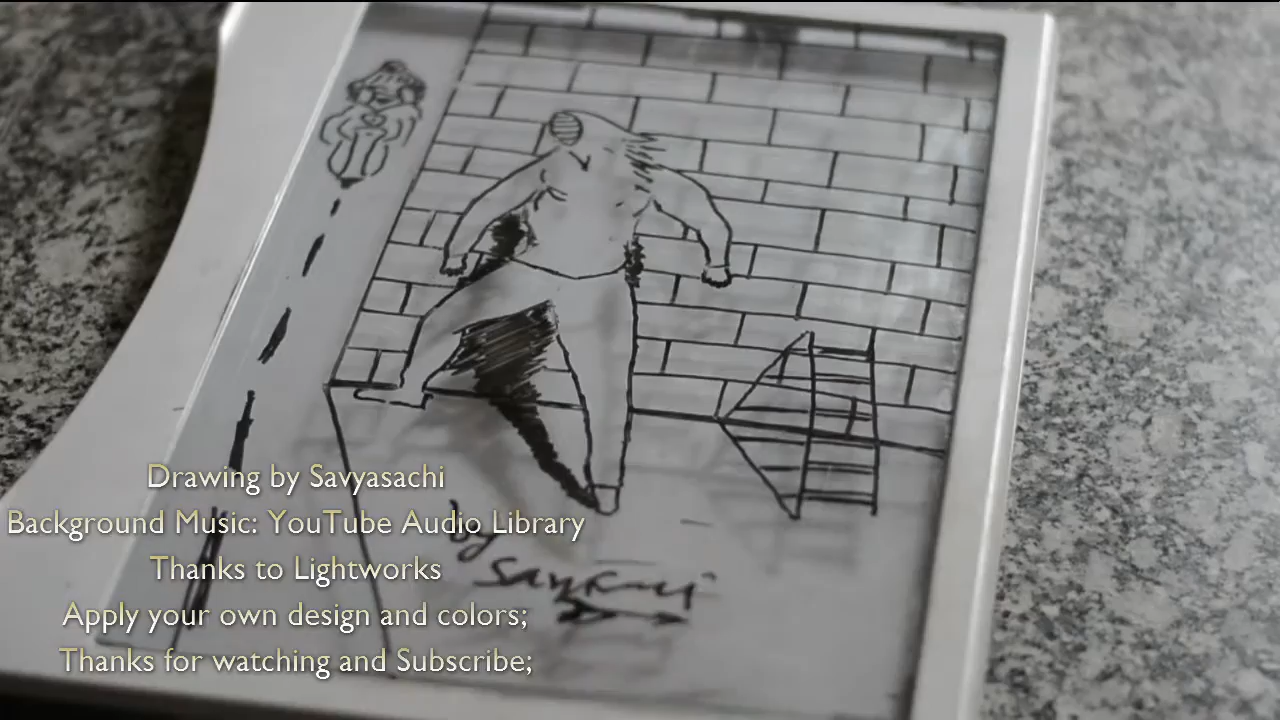 Drawing by Savyasachi
Background Music: YouTube Audio Library
Thanks to Lightworks
Apply your own design and colors;
Thanks for watching and Subscribe;
by